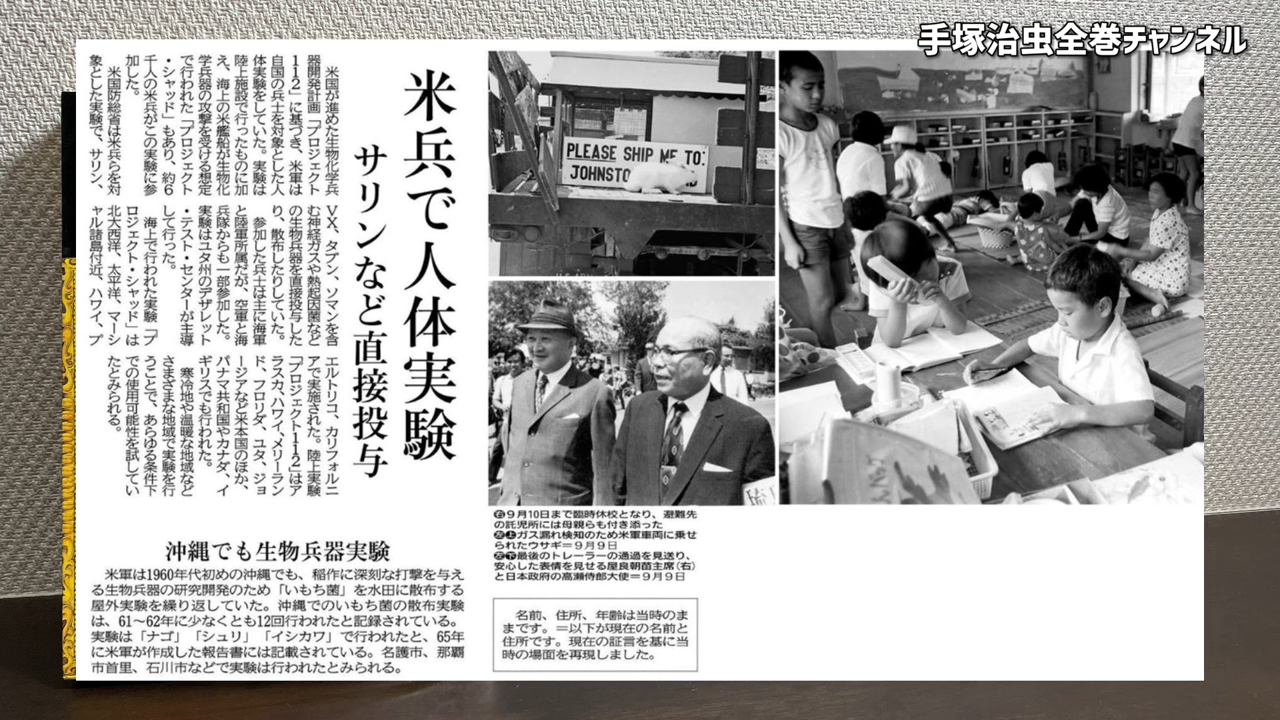 手塚治虫全巻チャンネル
米兵で人体実験
サリンなど直接投与
米国が進めた生物化学兵
器開発計画「プロジェクト
112」に基づき、米軍は
自国の兵士を対象とした人
体実験をしていた。実験は
陸上施設で行ったものに加
え、海上の米艦船が生物化
学兵器の攻撃を受ける想定
で行われた「プロジェクト
・シャッド」もあり、約6
千人の米兵がこの実験に参
加した。
米国防総省は米兵らを対
象とした実験で、サリン、
VX、タブン、ソマンを含
む神経ガスや熱起因菌など
の生物兵器を直接投与した
り、散布したりしていた。
参加した兵士は主に海軍
と陸軍所属だが、空軍と海
兵隊からも一部参加した。
実験はユタ州のデザレット
・テスト・センターが主導
して行った。
海上で行われた実験「プ
ロジェクト・シャッド」は
北大西洋、太平洋、マーシ
ャル諸島付近、ハワイ、プ
エルトリコ、カリフォルニ
アで実施された。陸上実験
「プロジェクト112」はア
ラスカ、ハワイ、メリーラン
ド、フロリダ、ユタ、ジョ
ージアなど米本国のほか、
パナマ共和国やカナダ、イ
ギリスでも行われた。
寒冷地や温暖な地域など
さまざまな地域で実験を行
うことで、あらゆる条件下
での使用可能性を試してい
たとみられる。
PLEASE SHIP ME TO:
JOHNSTO
右9月10日まで臨時休校となり、避難先
の託児所には母親らも付き添った
左上ガス漏れ検知のため米軍車両に乗せ
られたウサギ＝9月9日
左下最後のトレーラーの通過を見送り、
安心した表情を見せる屋良朝苗主席(右)
と日本政府の高瀬侍郎大使＝9月9日
沖縄でも生物兵器実験
米軍は1960年代初めの沖縄でも、稲作に深刻な打撃を与え
る生物兵器の研究開発のため「いもち菌」を水田に散布する
屋外実験を繰り返していた。沖縄でのいもち菌の散布実験
は、61〜62年に少なくとも12回行われたと記録されている。
実験は「ナゴ」「シュリ」「イシカワ」で行われたと、65年
に米軍が作成した報告書には記載されている。名護市、那覇
市首里、石川市などで実験は行われたとみられる。
名前、住所、年齢は当時のま
まです。＝以下が現在の名前と
住所です。現在の証言を基に当
時の場面を再現しました。